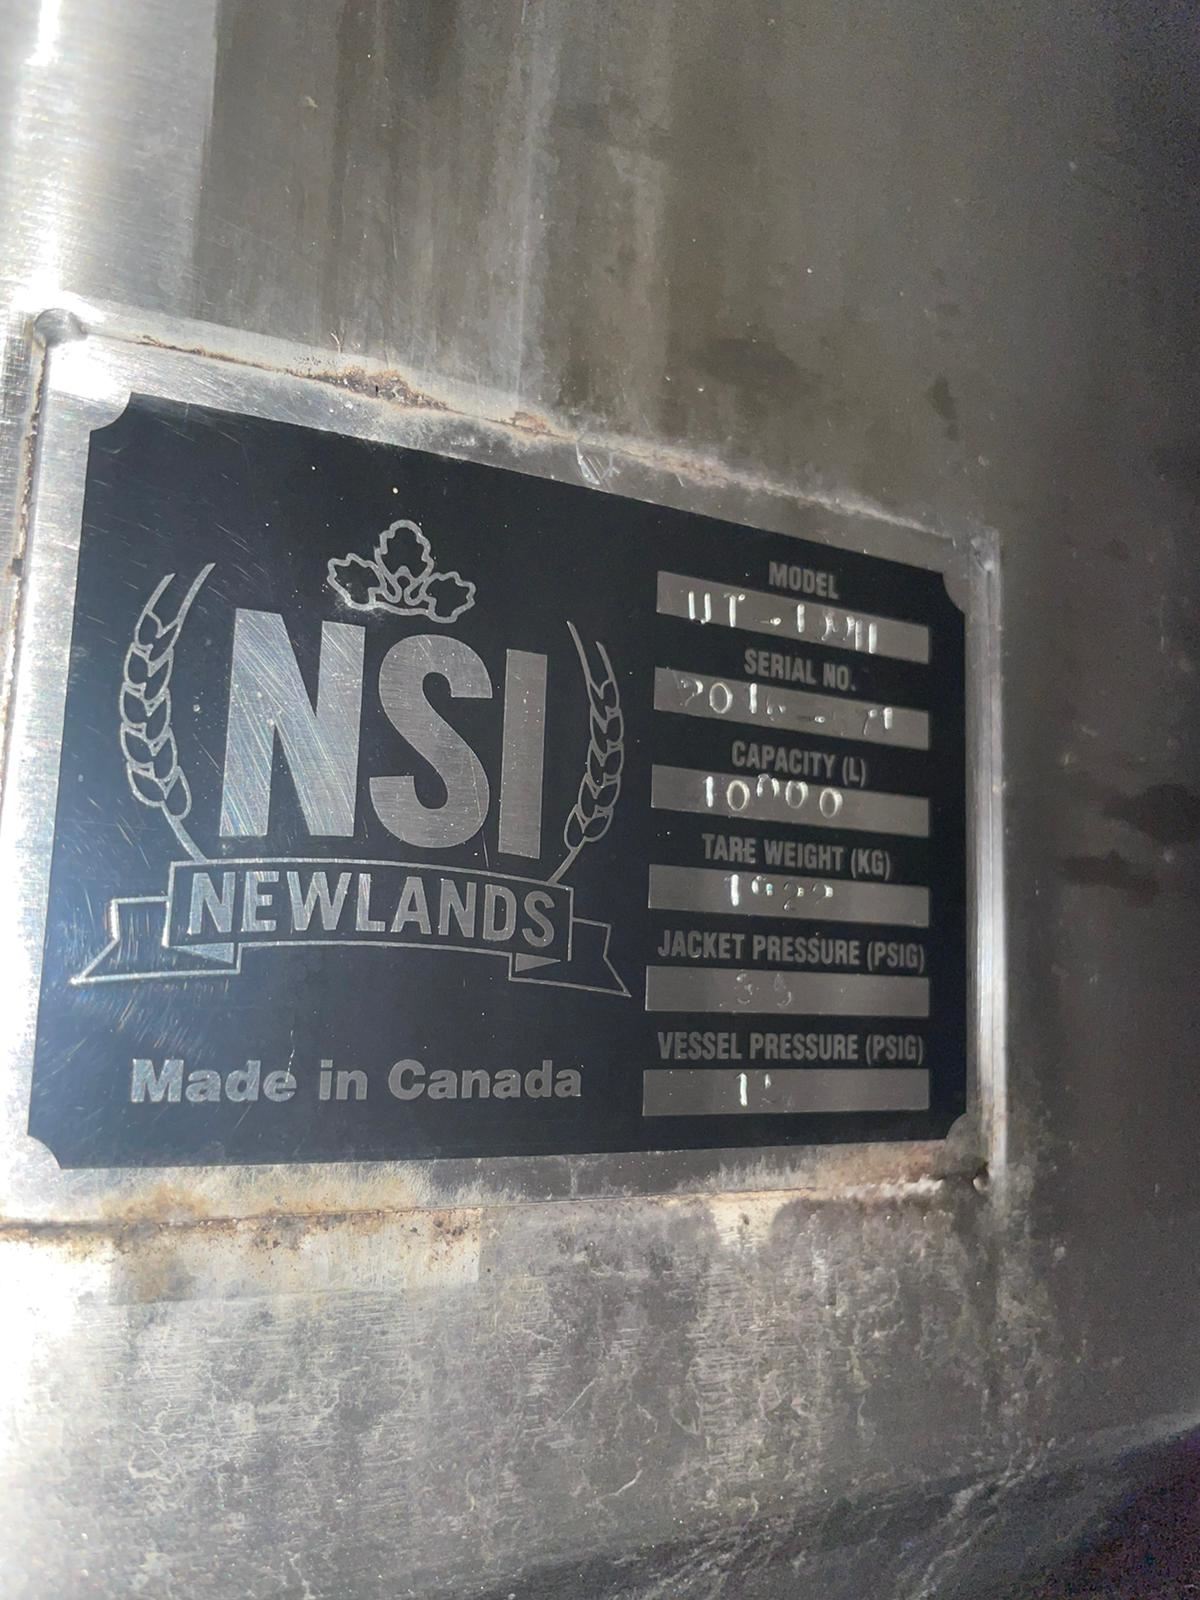 NSI
NEWLANDS
Made in Canada
MODEL
SERIAL NO.
CAPACITY (L)
10000
TARE WEIGHT (KG)
JACKET PRESSURE (PSIG)
VESSEL PRESSURE (PSIG)